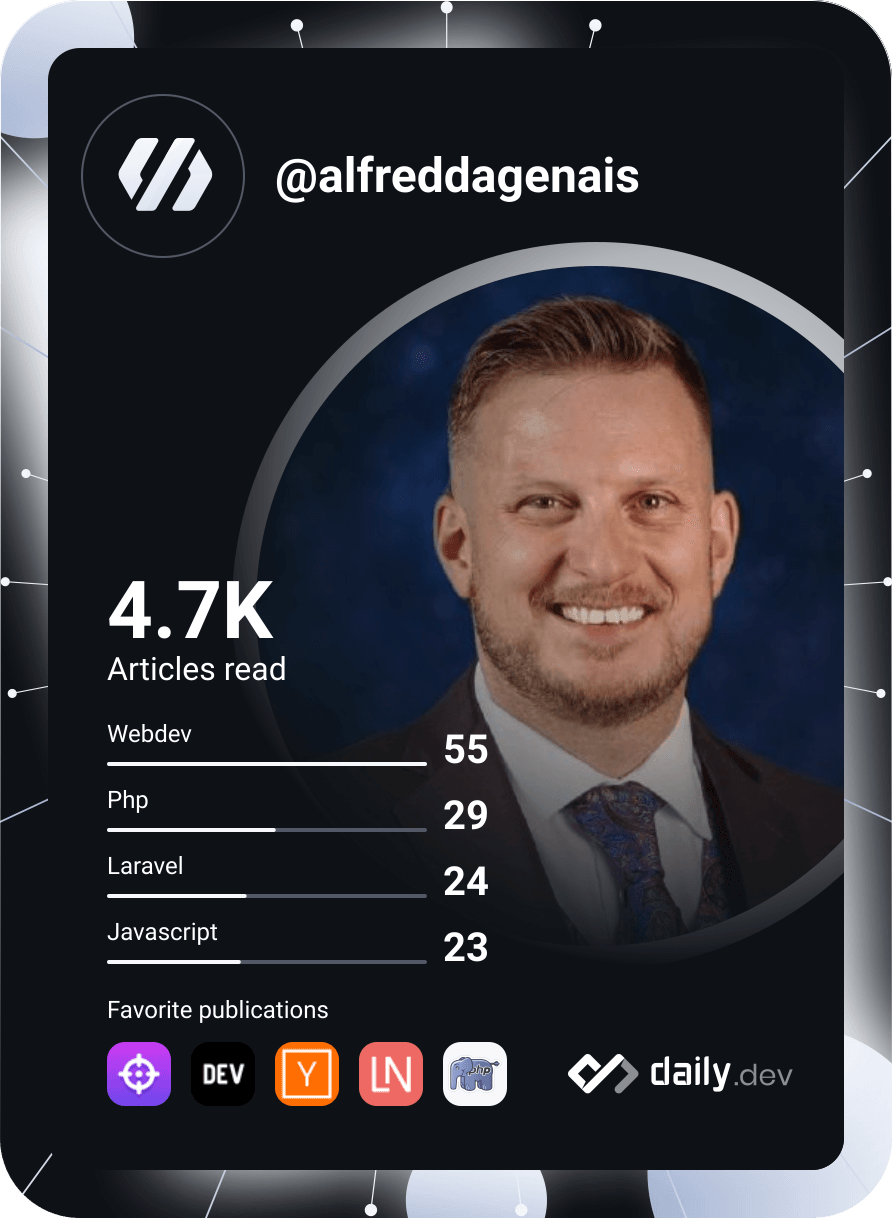 @alfreddagenais
4.7K
Articles read
Webdev
55
Php
29
Laravel
24
Javascript
23
Favorite publications
DEV
Y
LN
php
daily.dev